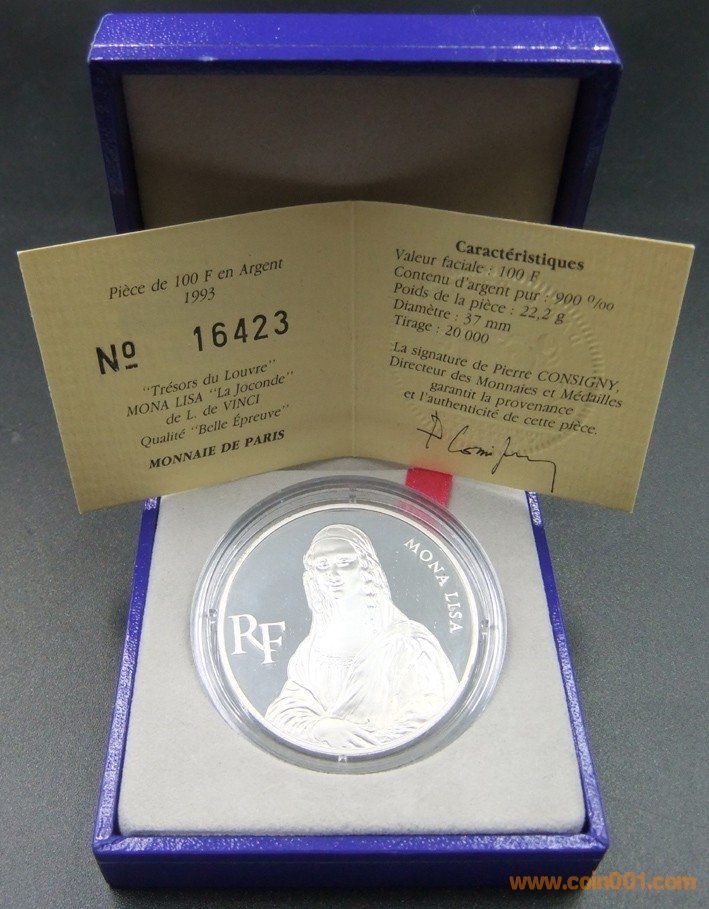 Pièce de 100 F en Argent
1993
Nº 16423
"Trésors du Louvre"
MONA LISA "La Joconde"
de L. de VINCI
Qualité "Belle Épreuve"
MONNAIE DE PARIS
Caractéristiques
Valeur faciale : 100 F
Contenu d'argent pur : 900 º/oo
Poids de la pièce : 22,2 g
Diamètre : 37 mm
Tirage : 20 000
La signature de Pierre CONSIGNY,
Directeur des Monnaies et Médailles
garantit la provenance
et l'authenticité de cette pièce.
MONA LISA
RF
www.coin001.com